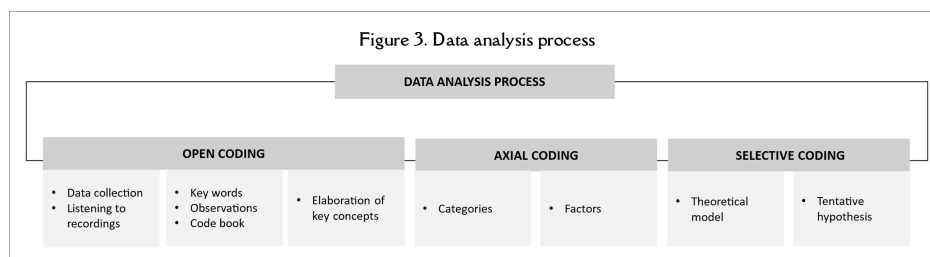 Figure 3. Data analysis process
DATA ANALYSIS PROCESS
OPEN CODING
• Data collection
• Listening to
recordings
• Key words
• Observations
• Code book
• Elaboration of
key concepts
AXIAL CODING
• Categories
• Factors
SELECTIVE CODING
• Theoretical
model
• Tentative
hypothesis